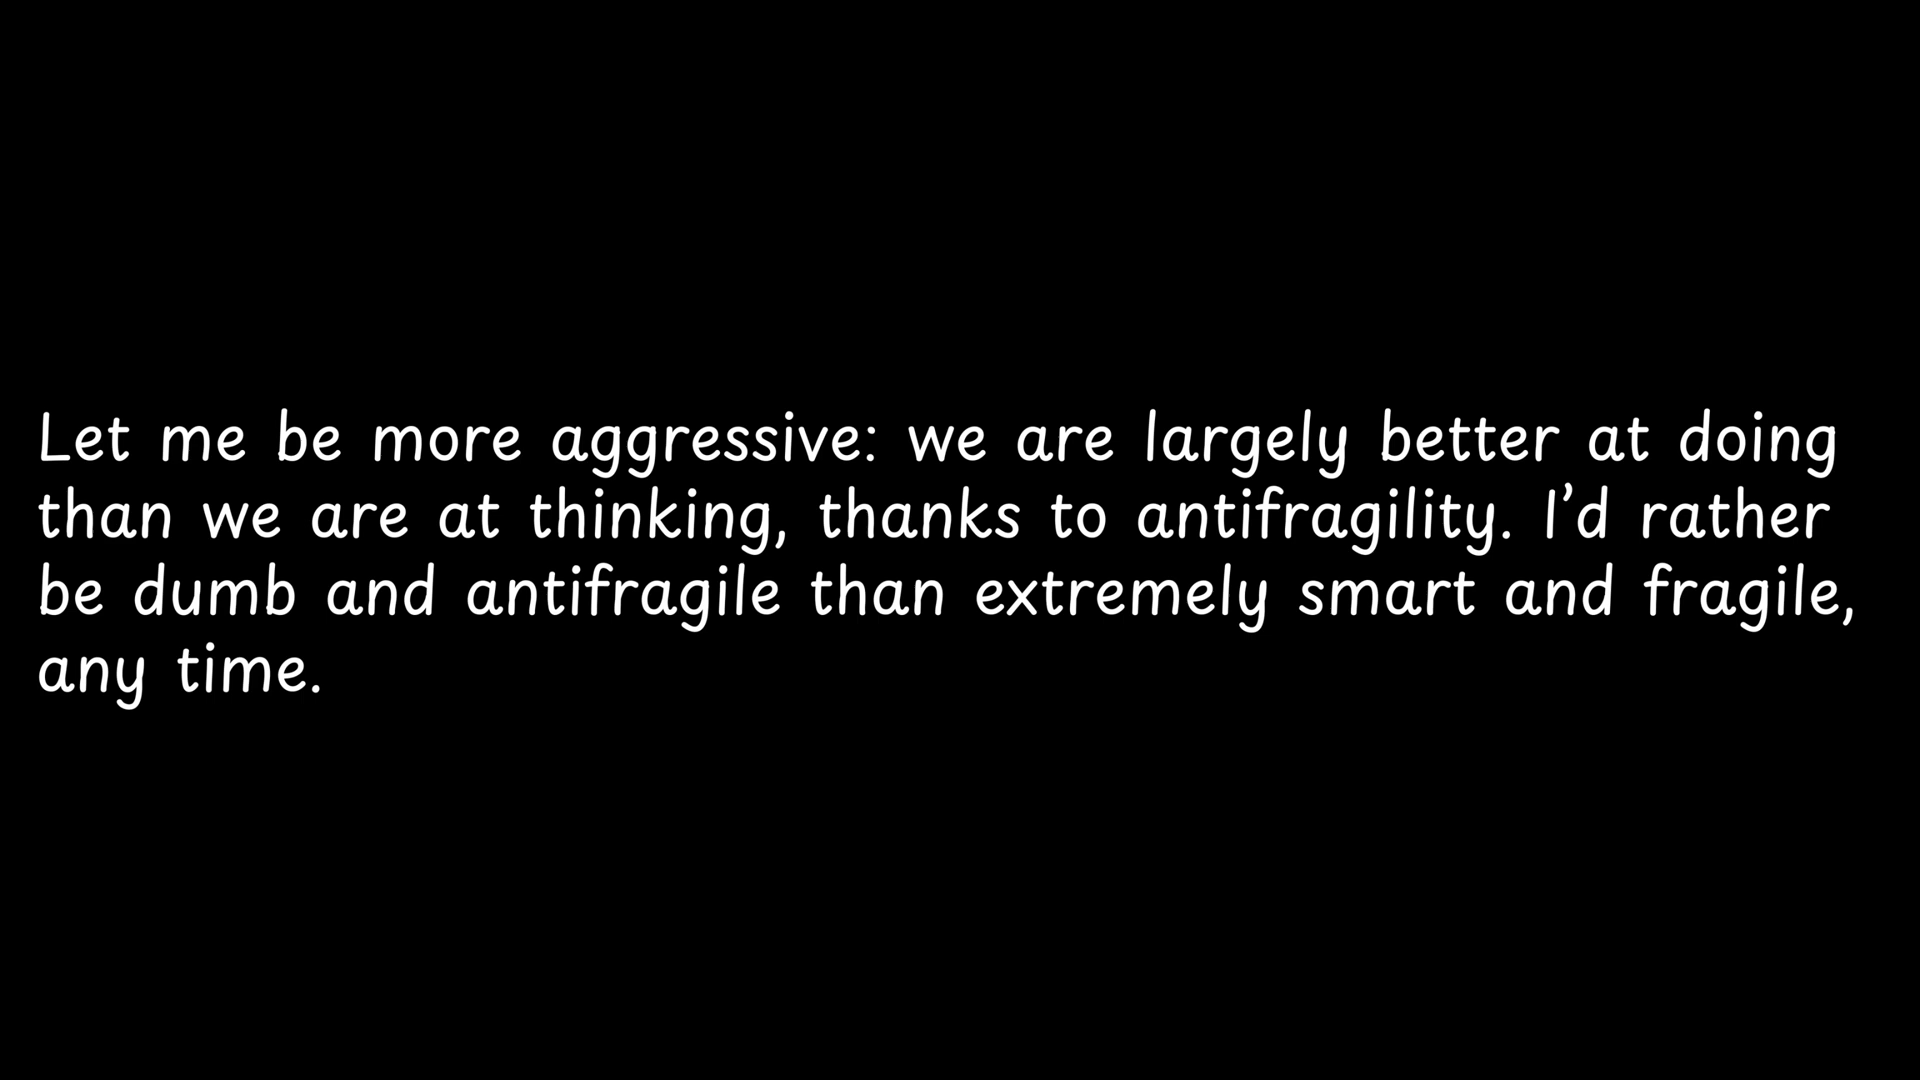 Let me be more aggressive: we are largely better at doing
than we are at thinking, thanks to antifragility. I’d rather
be dumb and antifragile than extremely smart and fragile,
any time.